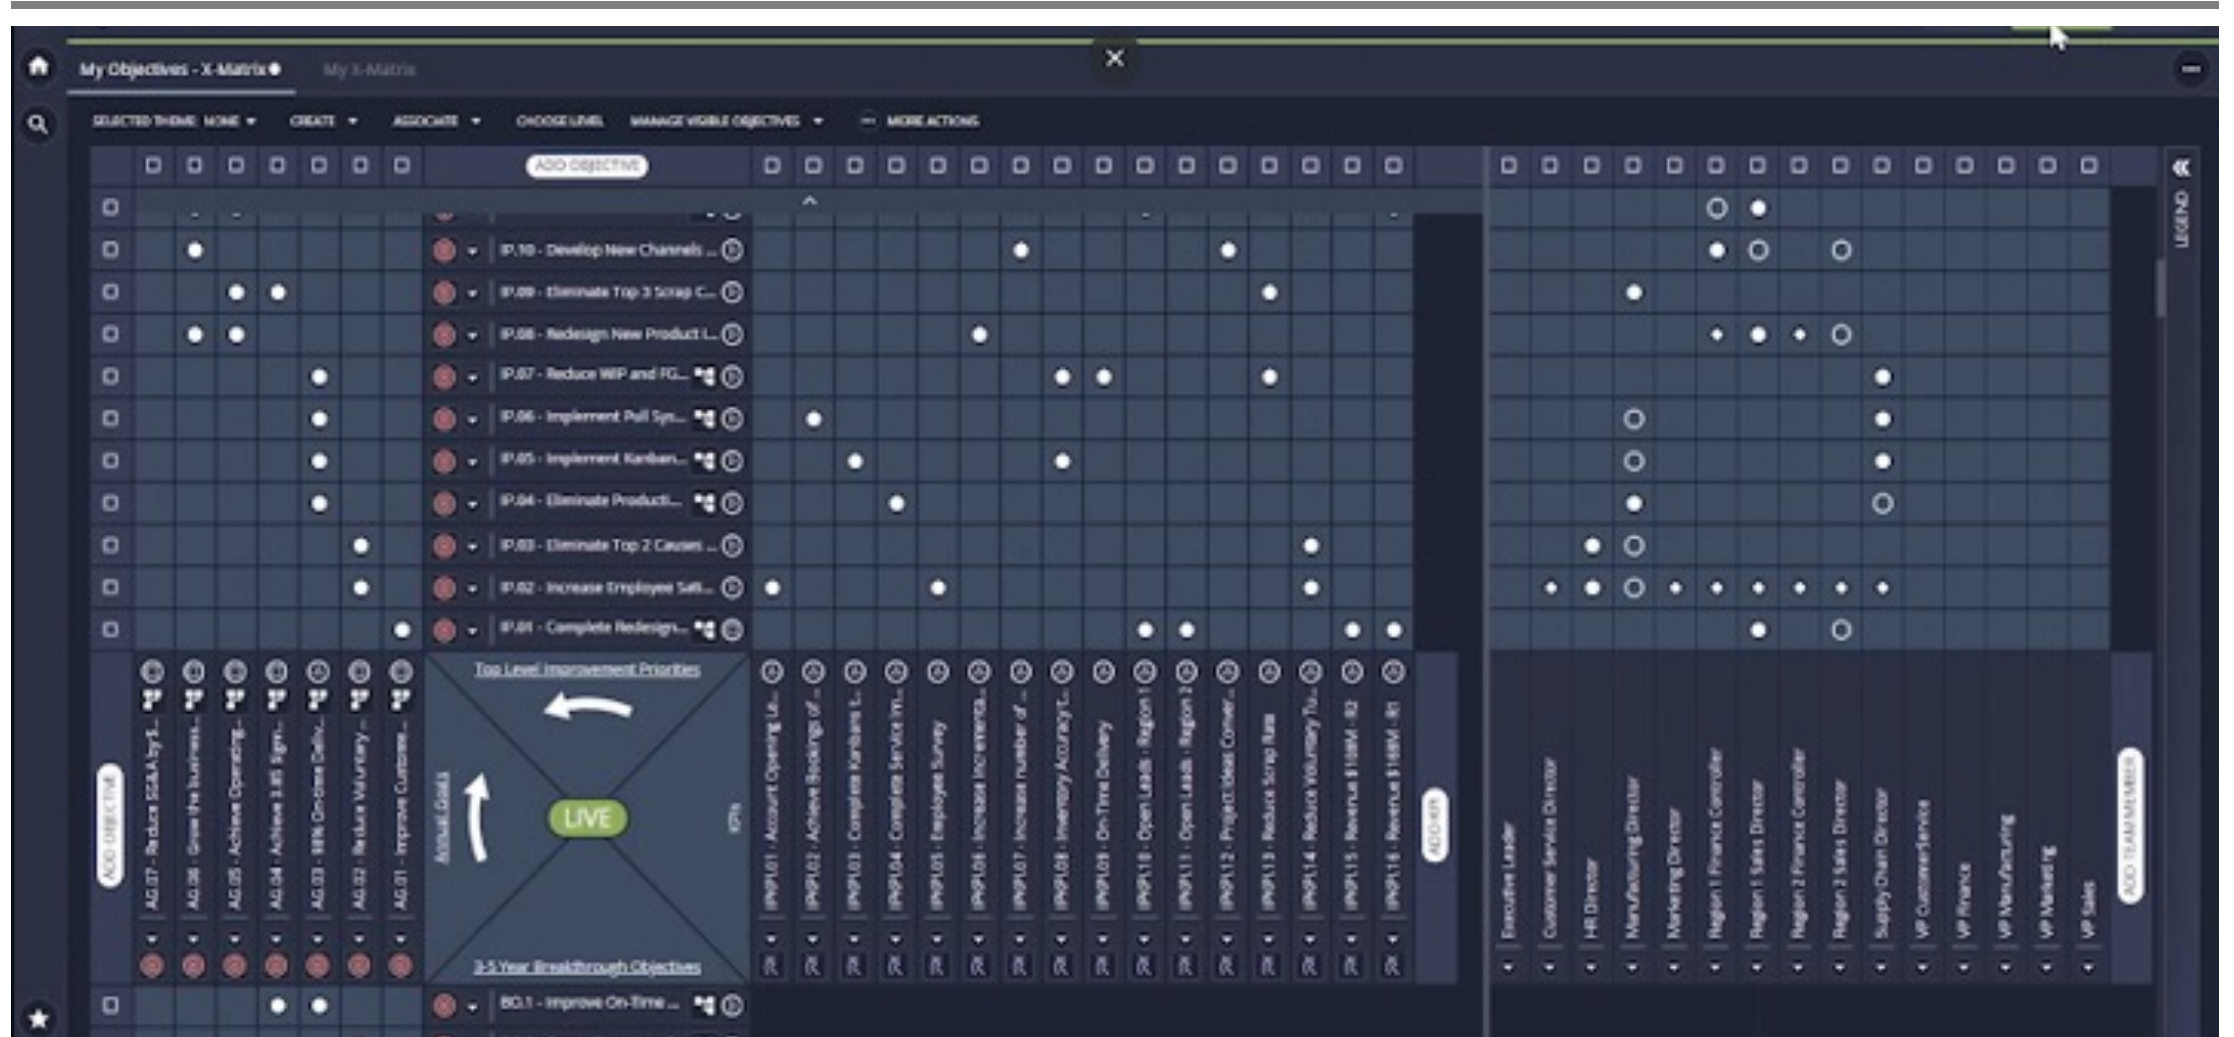 My Objectives - X-Matrix
My X-Matrix
SELECTED THEME: NONE
CREATE
ASSOCIATE
CHOOSE LEVEL
MANAGE VISIBLE OBJECTIVES
MORE ACTIONS
ADD OBJECTIVE
LEGEND
IP.10 - Develop New Channels ...
IP.09 - Eliminate Top 3 Scrap C...
IP.08 - Redesign New Product I...
IP.07 - Reduce WIP and FG...
IP.06 - Implement Pull Sys...
IP.05 - Implement Kanban...
IP.04 - Eliminate Producti...
IP.03 - Eliminate Top 2 Causes ...
IP.02 - Increase Employee Sati...
IP.01 - Complete Redesign...
ADD OBJECTIVE
AG.07 - Reduce SG&A by $...
AG.06 - Grow the business...
AG.05 - Achieve Operating...
AG.04 - Achieve 3.85 Sigm...
AG.03 - 98% On-time Deliv...
AG.02 - Reduce Voluntary ...
AG.01 - Improve Custome...
Top Level Improvement Priorities
Annual Goals
LIVE
KPIs
3-5 Year Breakthrough Objectives
IPKPI.01 - Account Opening Le...
IPKPI.02 - Achieve Bookings of ...
IPKPI.03 - Complete Kanbans t...
IPKPI.04 - Complete Service Im...
IPKPI.05 - Employee Survey
IPKPI.06 - Increase Incrementa...
IPKPI.07 - Increase number of ...
IPKPI.08 - Inventory Accuracy t...
IPKPI.09 - On-Time Delivery
IPKPI.10 - Open Leads - Region 1
IPKPI.11 - Open Leads - Region 2
IPKPI.12 - Project Ideas Conver...
IPKPI.13 - Reduce Scrap Rate
IPKPI.14 - Reduce Voluntary Tu...
IPKPI.15 - Revenue $168M - R2
IPKPI.16 - Revenue $168M - R1
ADD KPI
Executive Leader
Customer Service Director
HR Director
Manufacturing Director
Marketing Director
Region 1 Finance Controller
Region 1 Sales Director
Region 2 Finance Controller
Region 2 Sales Director
Supply Chain Director
VP Customer Service
VP Finance
VP Manufacturing
VP Marketing
VP Sales
ADD TEAM MEMBER
BO.1 - Improve On-Time ...